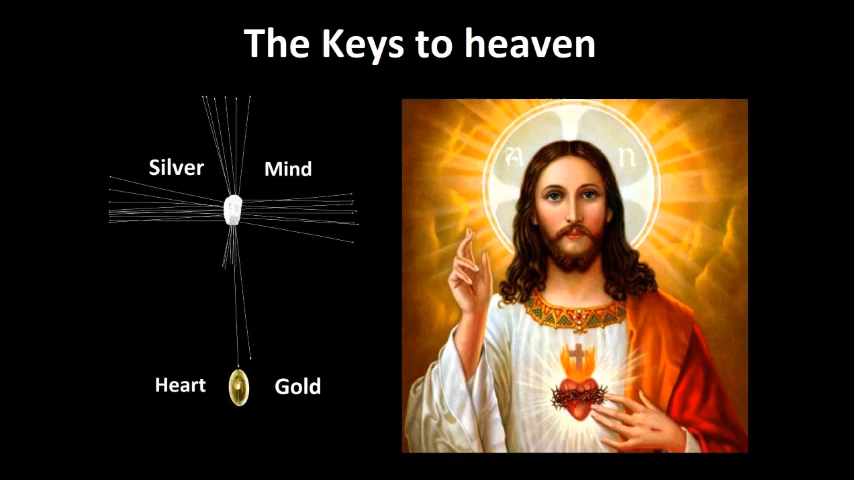 The Keys to heaven
Silver Mind
Heart Gold
A Ω